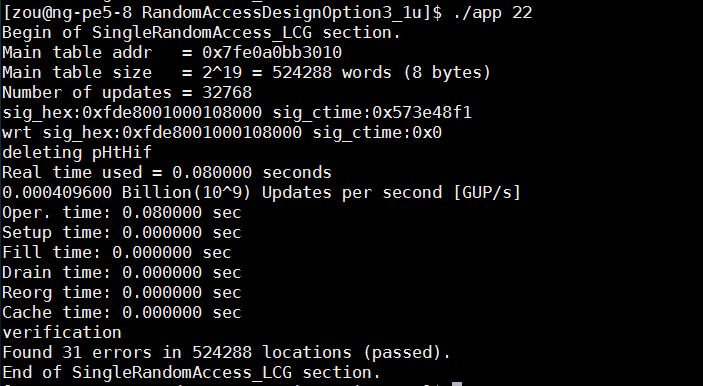 [zou@ng-pe5-8 RandomAccessDesignOption3_1u]$ ./app 22
Begin of SingleRandomAccess_LCG section.
Main table addr   = 0x7fe0a0bb3010
Main table size   = 2^19 = 524288 words (8 bytes)
Number of updates = 32768
sig_hex:0xfde8001000108000 sig_ctime:0x573e48f1
wrt sig_hex:0xfde8001000108000 sig_ctime:0x0
deleting pHtHif
Real time used = 0.080000 seconds
0.000409600 Billion(10^9) Updates per second [GUP/s]
Oper. time: 0.080000 sec
Setup time: 0.000000 sec
Fill time: 0.000000 sec
Drain time: 0.000000 sec
Reorg time: 0.000000 sec
Cache time: 0.000000 sec
verification
Found 31 errors in 524288 locations (passed).
End of SingleRandomAccess_LCG section.